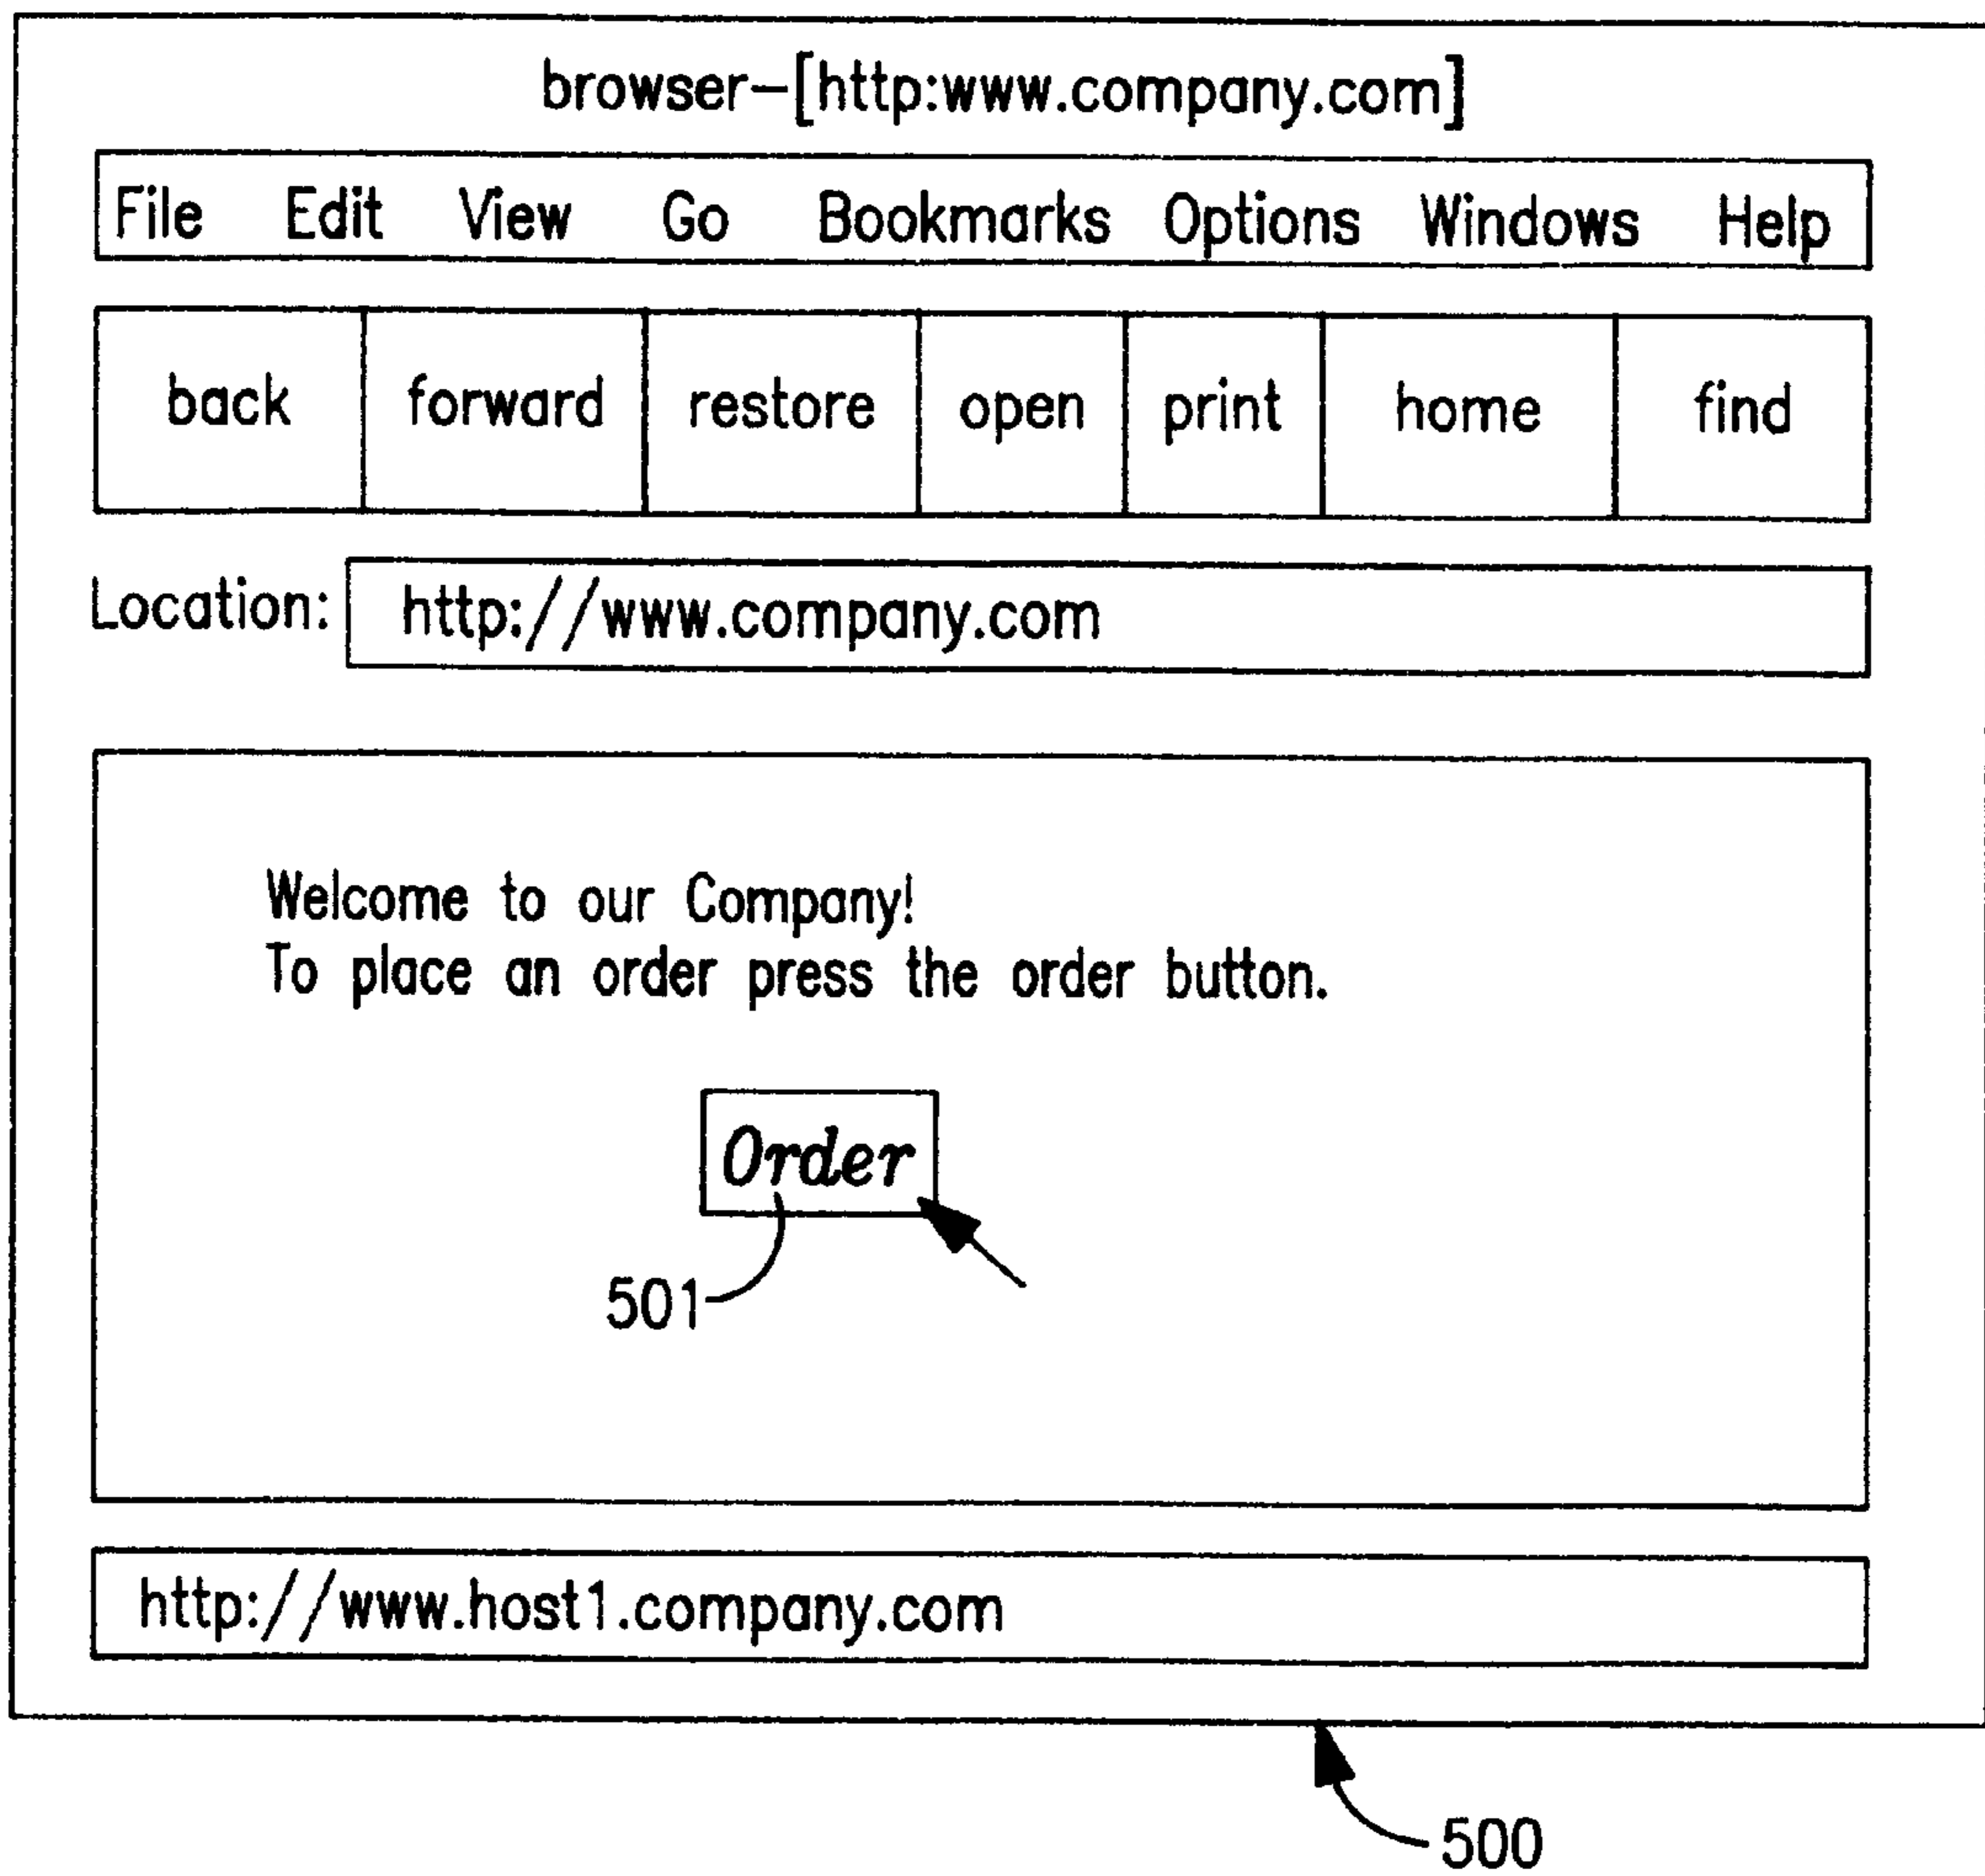 browser-[http:www.company.com]
File Edit View Go Bookmarks Options Windows Help
back forward restore open print home find
Location: http://www.company.com
Welcome to our Company!
To place an order press the order button.
Order
501
http://www.host1.company.com
500